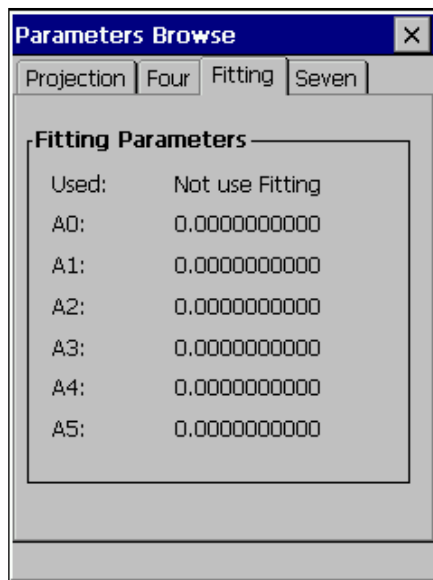 Parameters Browse
Projection Four Fitting Seven
Fitting Parameters
Used: Not use Fitting
A0: 0.0000000000
A1: 0.0000000000
A2: 0.0000000000
A3: 0.0000000000
A4: 0.0000000000
A5: 0.0000000000